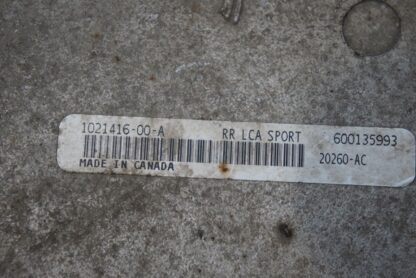 1021416-00-A RR LCA SPORT 600135993
MADE IN CANADA 20260-AC